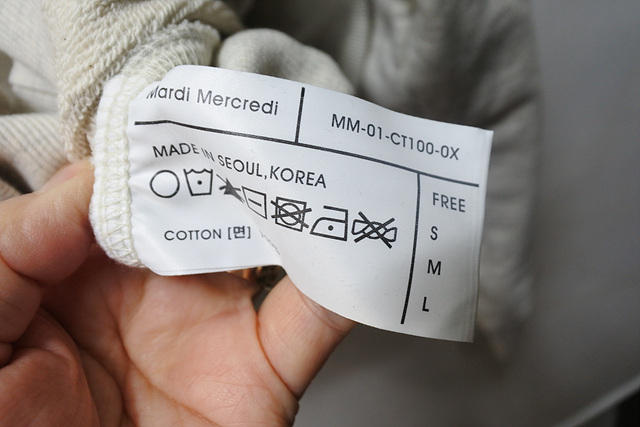 Mardi Mercredi
MM-01-CT100-0X
MADE IN SEOUL,KOREA
COTTON [면]
FREE
S
M
L